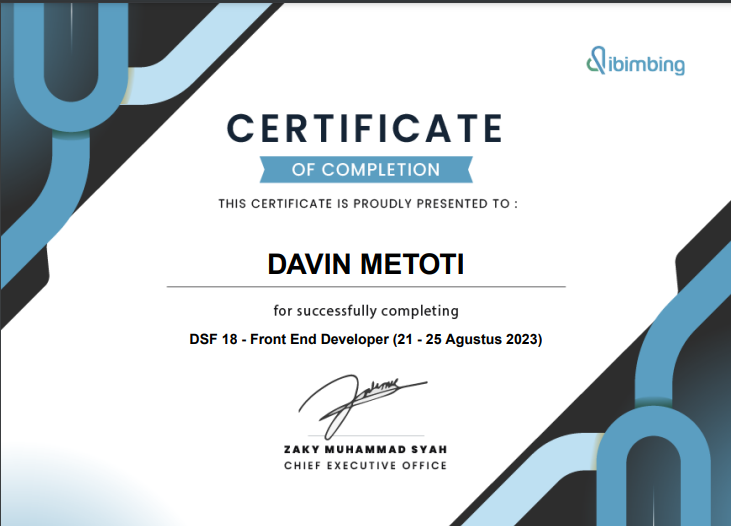 dibimbing
CERTIFICATE
OF COMPLETION
THIS CERTIFICATE IS PROUDLY PRESENTED TO :
DAVIN METOTI
for successfully completing
DSF 18 - Front End Developer (21 - 25 Agustus 2023)
ZAKY MUHAMMAD SYAH
CHIEF EXECUTIVE OFFICE